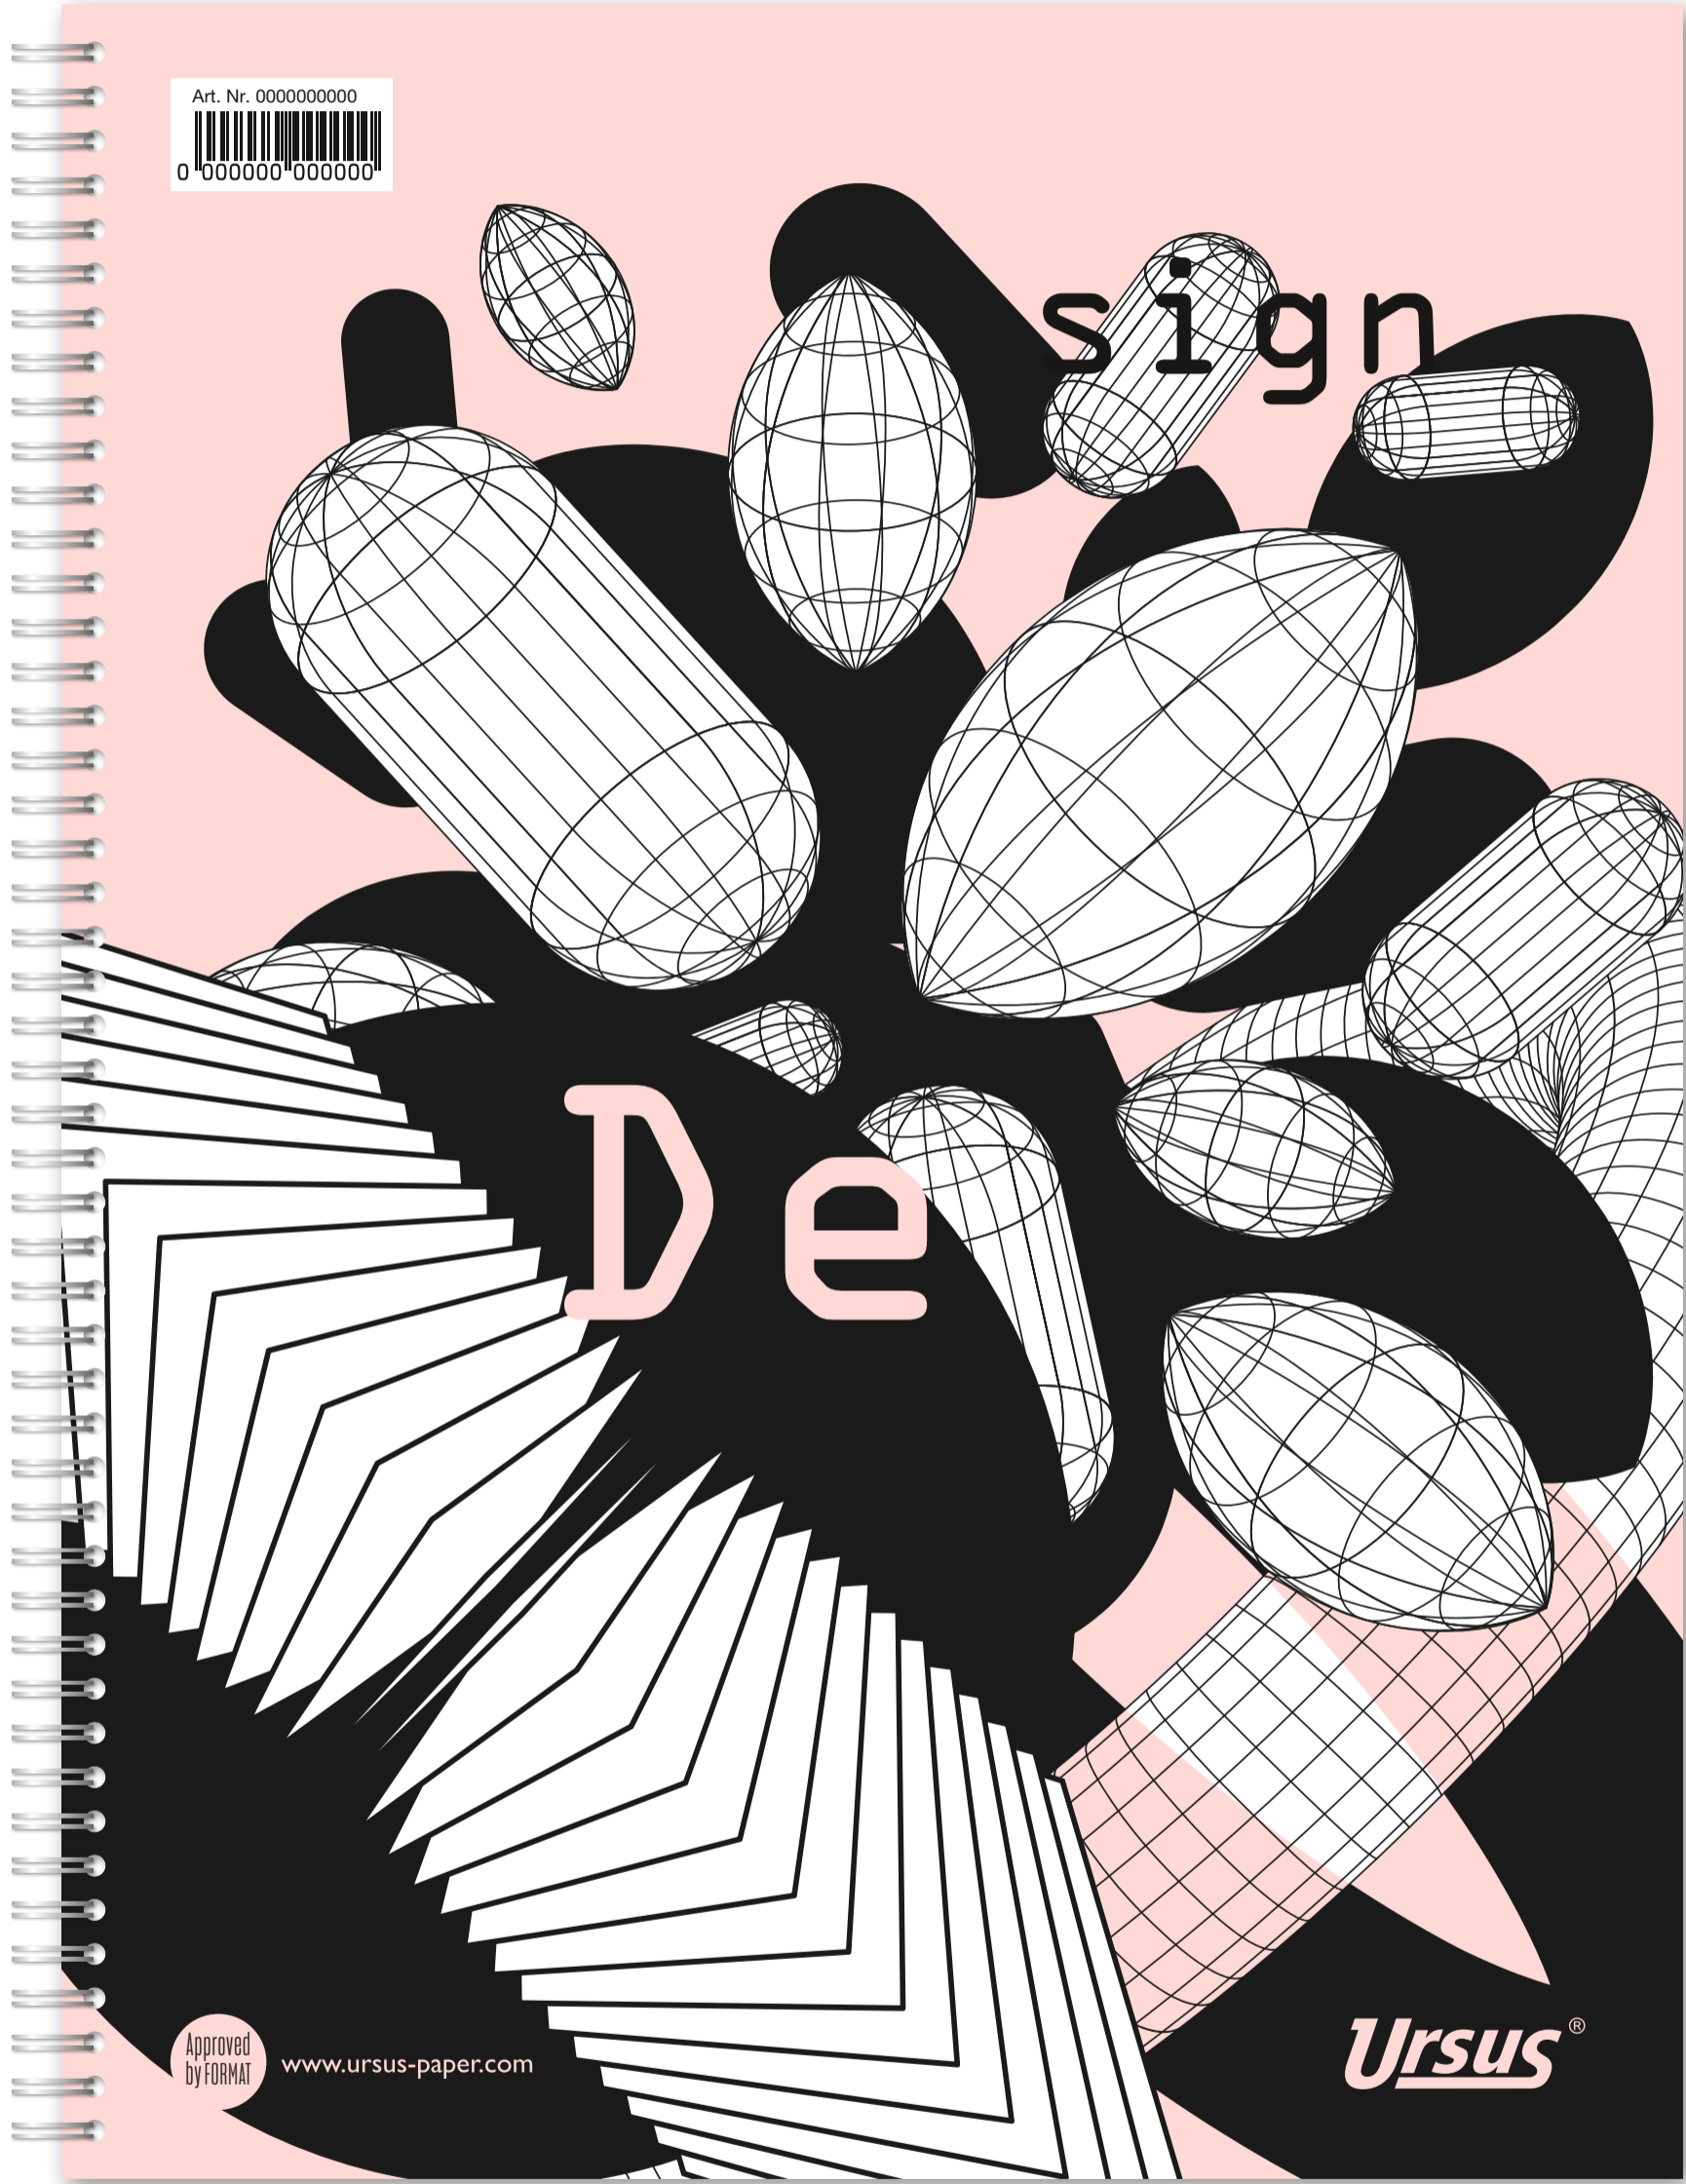 Art. Nr. 0000000000
0 000000 000000
sign
De
Approved
by FORMAT
www.ursus-paper.com
Ursus®